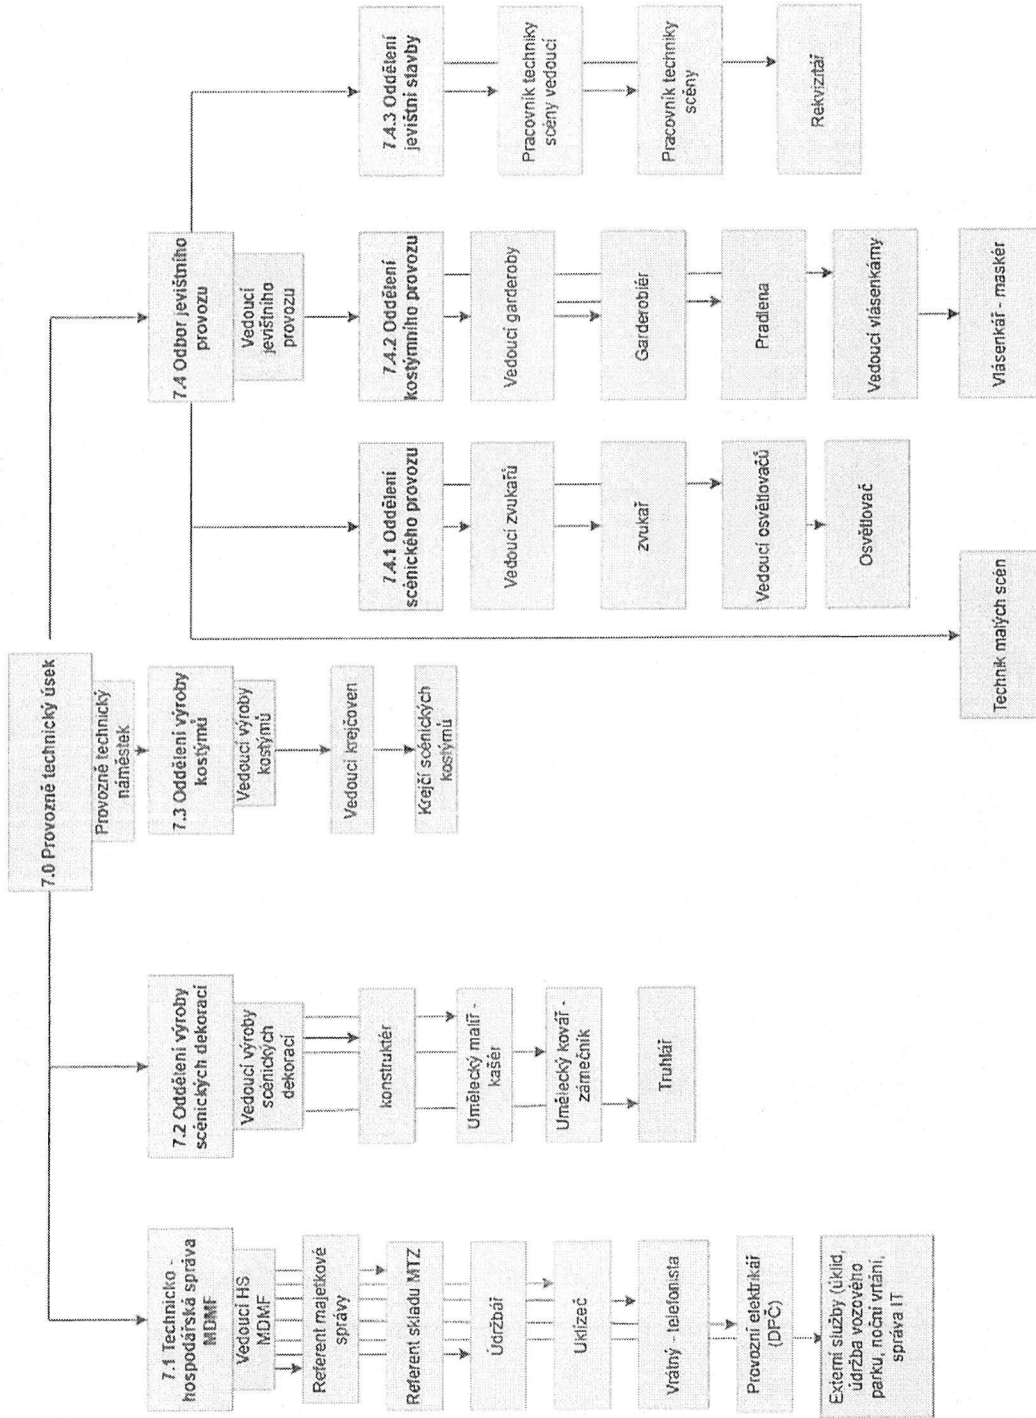 7.0 Provozně technický úsek
Provozně technický
náměstek
7.1 Technicko -
hospodářská správa
MDMF
Vedoucí HS
MDMF
Referent majetkové
správy
Referent skladu MTZ
Údržbář
Uklízeč
Vrátný - telefonista
Provozní elektrikář
(DPČ)
Externí služby (úklid,
údržba vozového
parku, noční vrtání,
správa IT
7.2 Oddělení výroby
scénických dekorací
Vedoucí výroby
scénických
dekorací
konstruktér
Umělecký malíř -
kašér
Umělecký kovář -
zámečník
Truhlář
7.3 Oddělení výroby
kostýmů
Vedoucí výroby
kostýmů
Vedoucí krejčoven
Krejčí scénických
kostýmů
7.4 Odbor jevištního
provozu
Vedoucí
jevištního
provozu
7.4.1 Oddělení
scénického provozu
Vedoucí zvukařů
zvukař
Vedoucí osvětlovačů
Osvětlovač
Technik malých scén
7.4.2 Oddělení
kostýmního provozu
Vedoucí garderoby
Garderobiér
Pradlena
Vedoucí vlásenkárny
Vlásenkář - maskér
7.4.3 Oddělení
jevištní stavby
Pracovník techniky
scény vedoucí
Pracovník techniky
scény
Rekvizitář